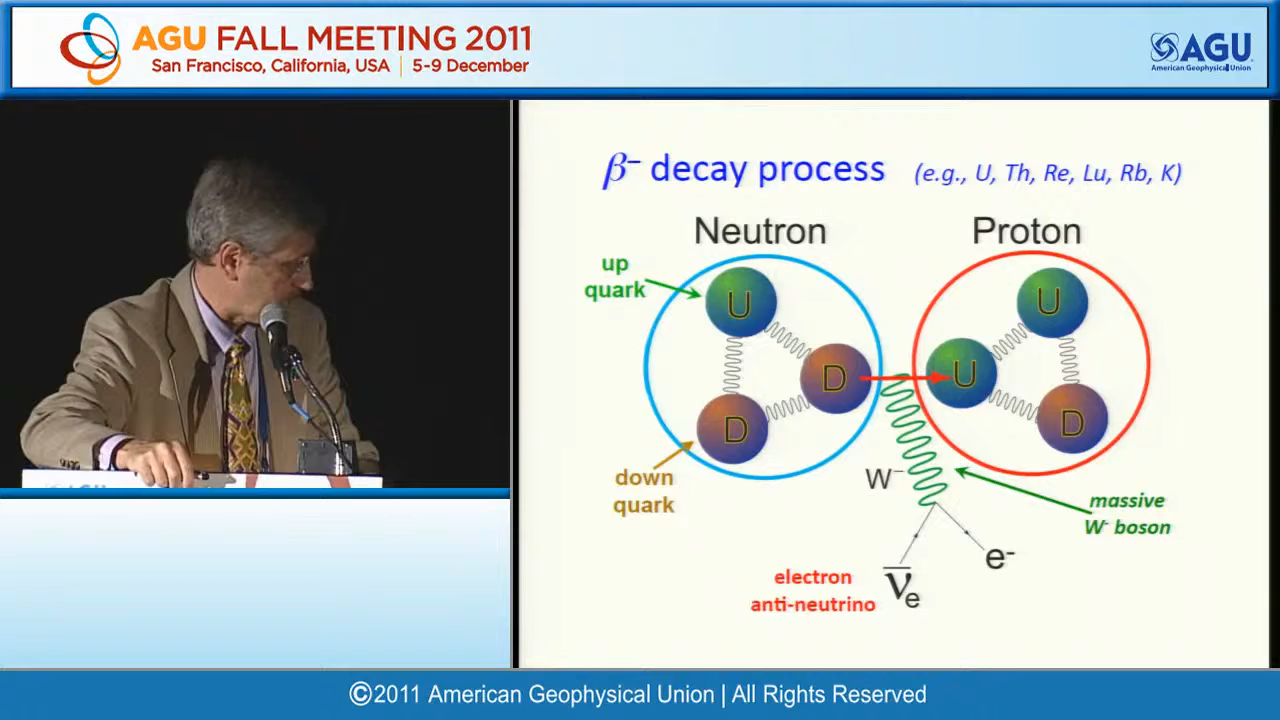 AGU FALL MEETING 2011
San Francisco, California, USA | 5-9 December
AGU
American Geophysical Union
β− decay process (e.g., U, Th, Re, Lu, Rb, K)
Neutron
Proton
up
quark
U
D
D
U
U
D
down
quark
W⁻
massive
W⁻ boson
electron
anti-neutrino
ν̅e
e⁻
AGU
©2011 American Geophysical Union | All Rights Reserved